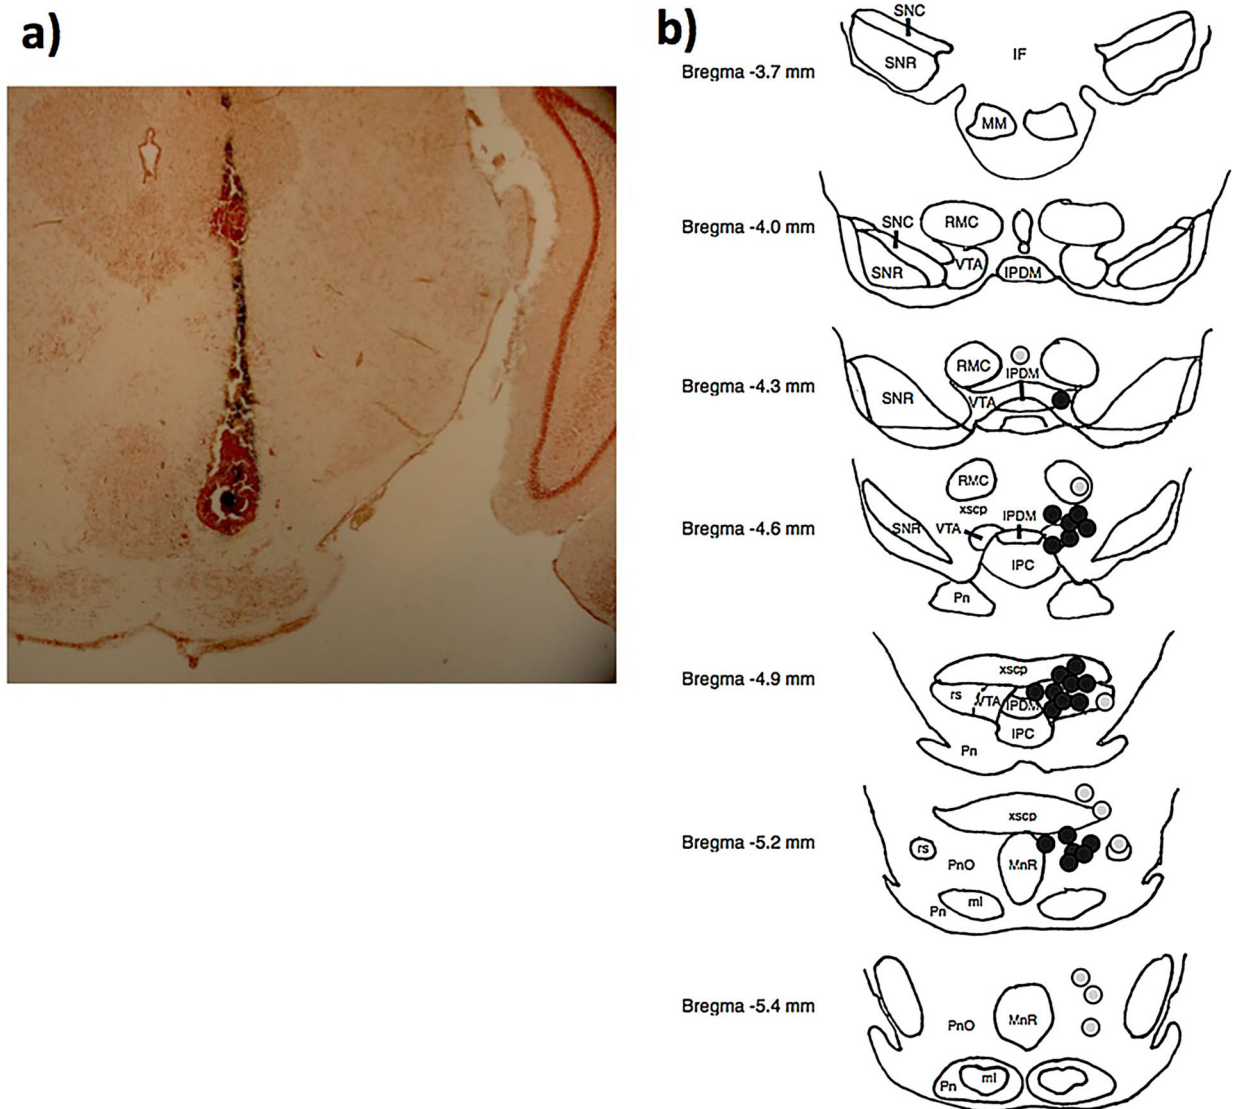 a)
b)
SNC
SNR
IF
Bregma -3.7 mm
MM
Bregma -4.0 mm
SNC
RMC
SNR
VTA
IPDM
Bregma -4.3 mm
RMC
IPDM
SNR
VTA
Bregma -4.6 mm
RMC
xscp
SNR
VTA
IPDM
IPC
Pn
Bregma -4.9 mm
xscp
rs
VTA
IPDM
IPC
Pn
Bregma -5.2 mm
xscp
rs
PnO
MnR
Pn
ml
Bregma -5.4 mm
PnO
MnR
Pn
ml